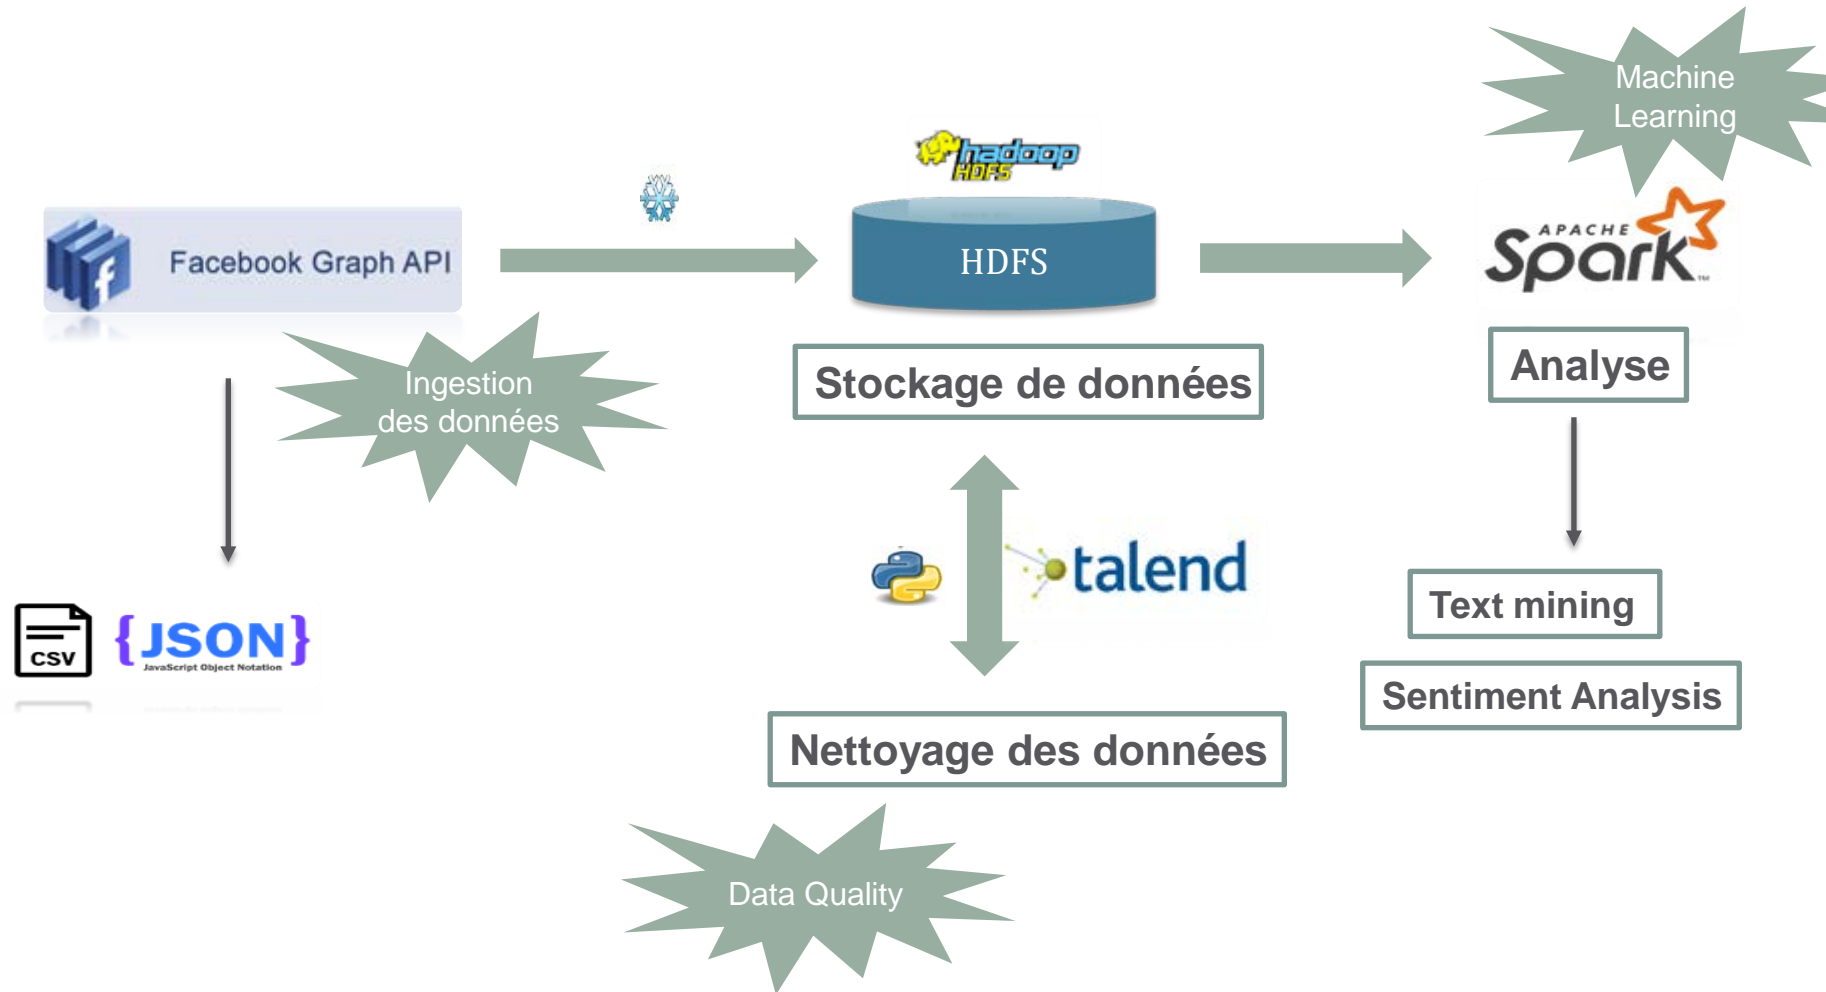 Machine
Learning
hadoop
HDFS
Facebook Graph API
HDFS
APACHE
Spark
TM
Ingestion
des données
Stockage de données
Analyse
talend
CSV
{JSON}
JavaScript Object Notation
Text mining
Sentiment Analysis
Nettoyage des données
Data Quality